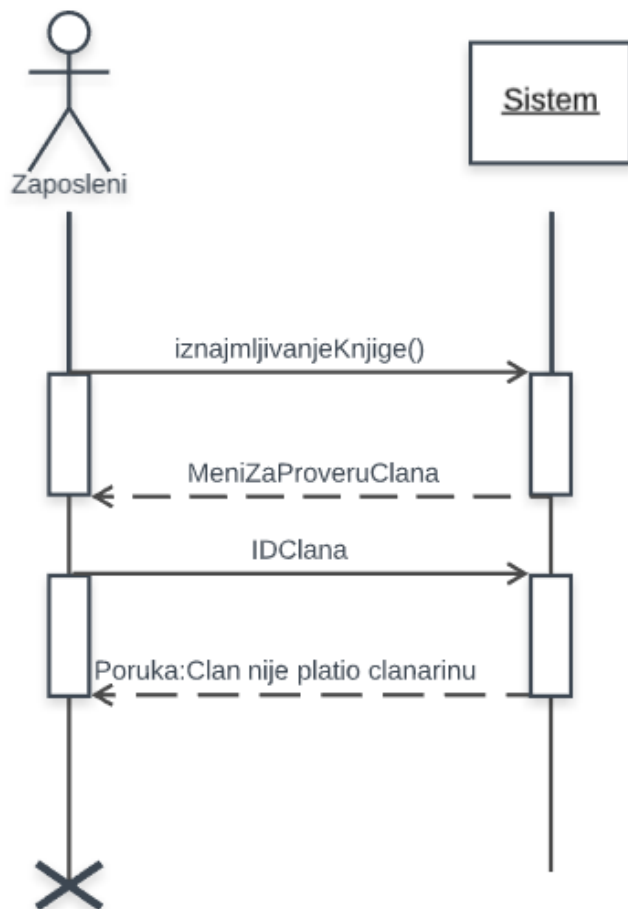 Zaposleni
Sistem
iznajmljivanjeKnjige()
MeniZaProveruClana
IDClana
Poruka:Clan nije platio clanarinu